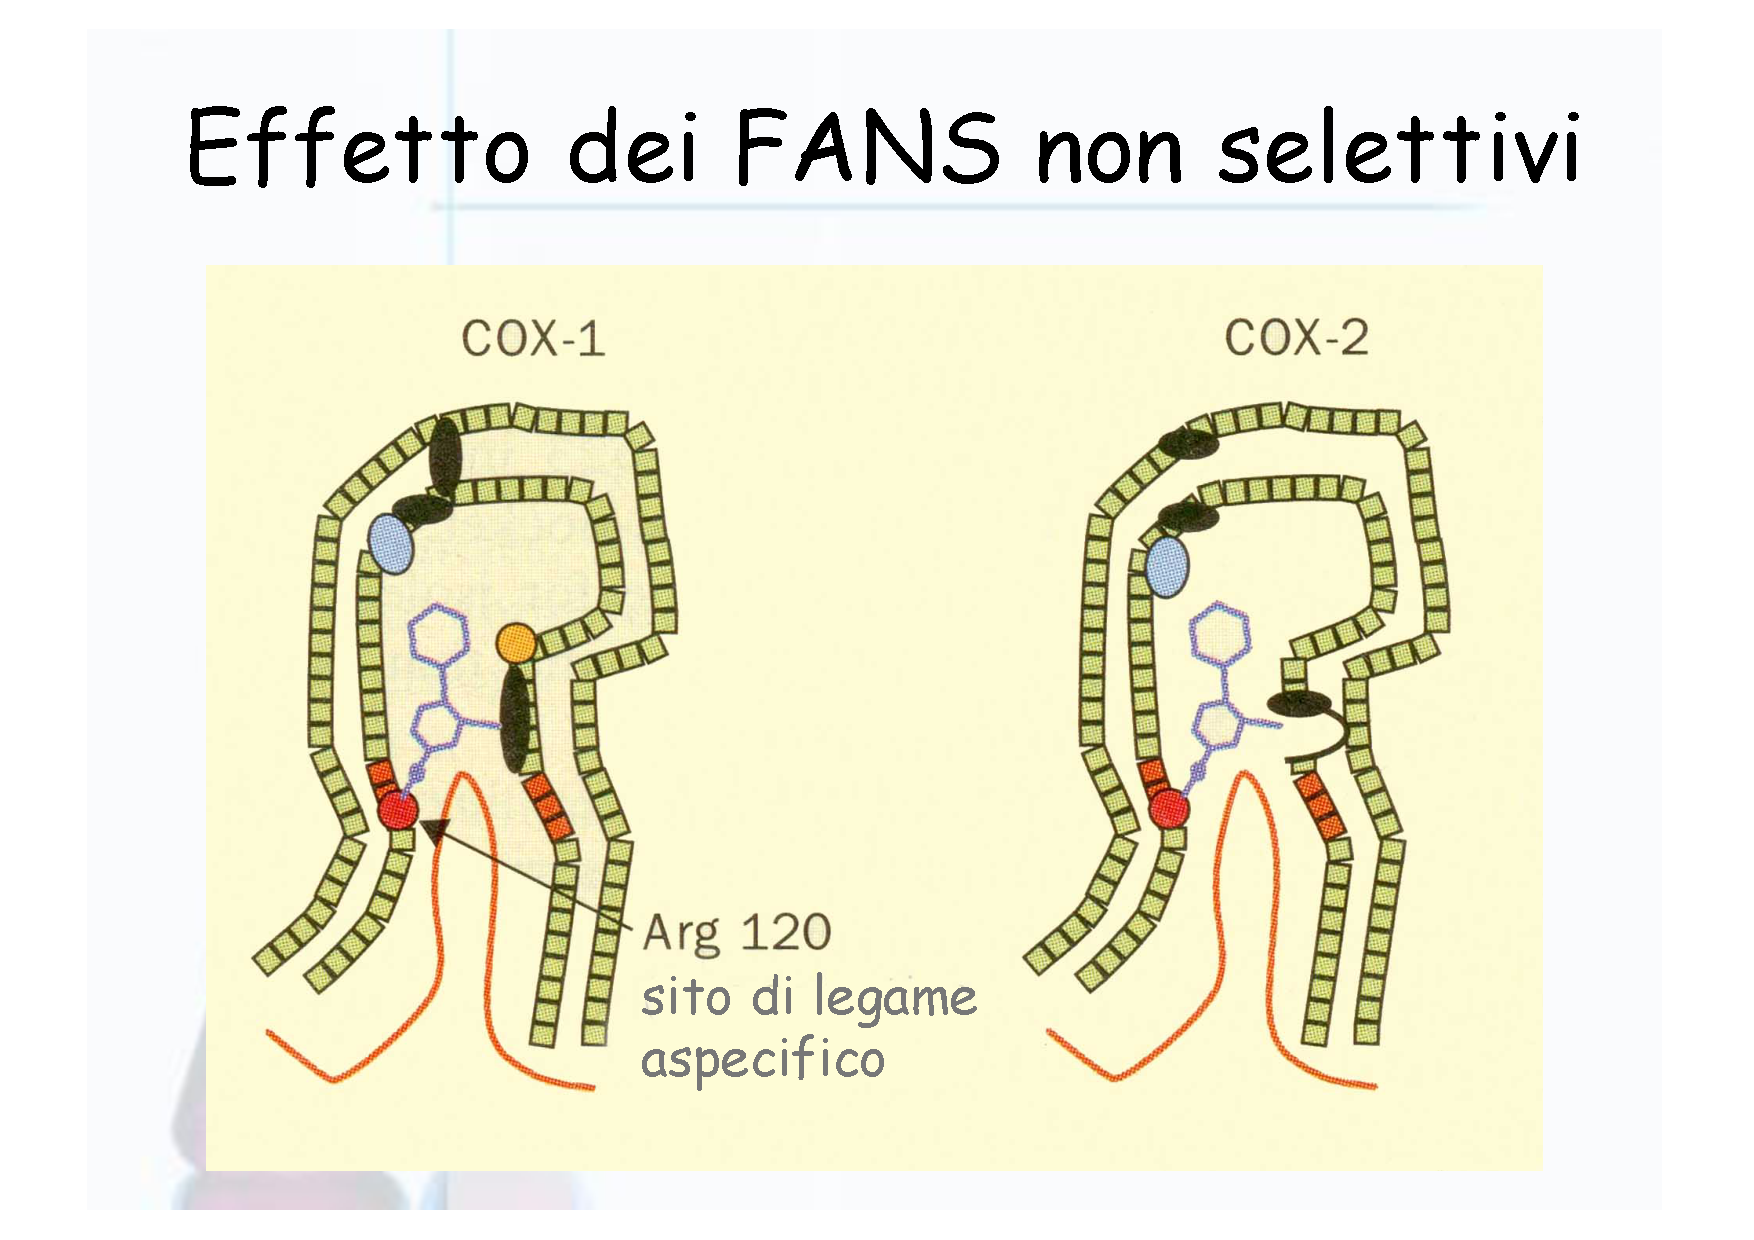 Effetto dei FANS non selettivi
COX-1
COX-2
Arg 120
sito di legame
aspecifico